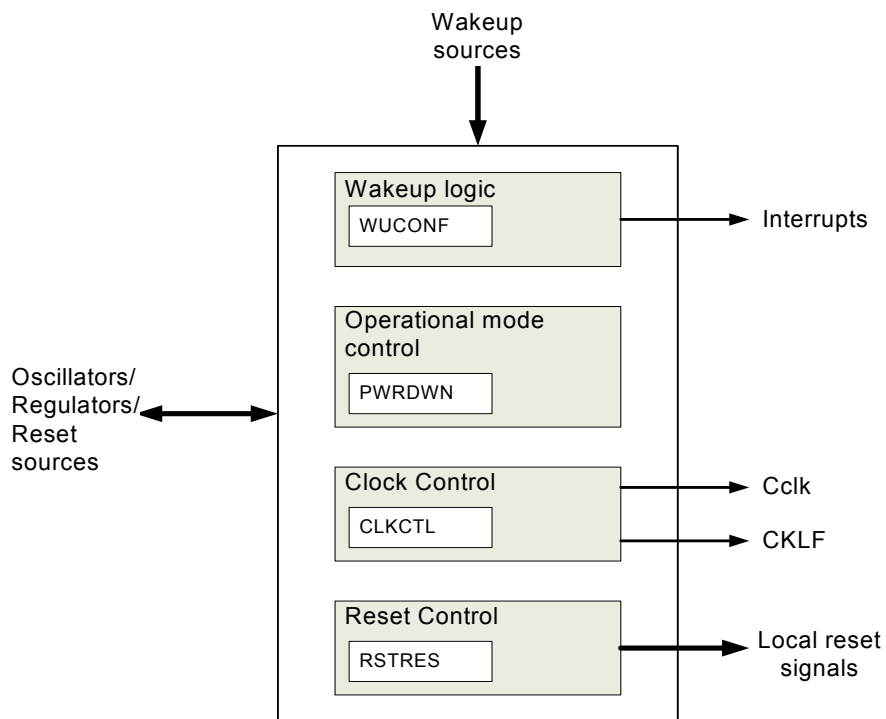 Wakeup
sources
Wakeup logic
WUCONF
Interrupts
Operational mode
control
PWRDWN
Oscillators/
Regulators/
Reset
sources
Clock Control
CLKCTL
Cclk
CKLF
Reset Control
RSTRES
Local reset
signals